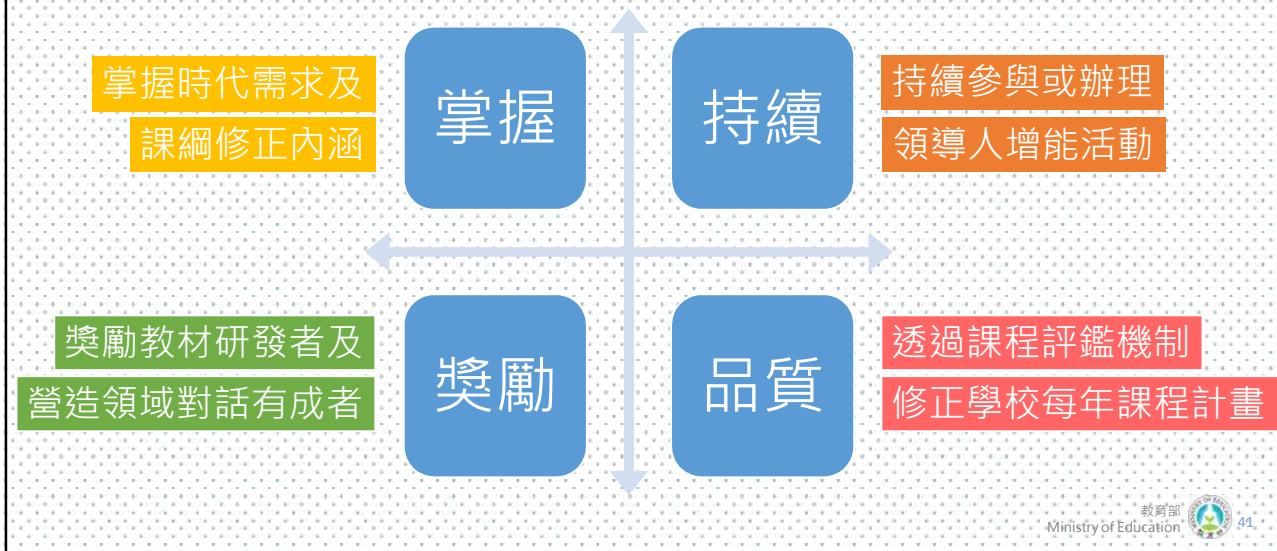 掌握時代需求及
課綱修正內涵
掌握
持續
持續參與或辦理
領導人增能活動
獎勵教材研發者及
營造領域對話有成者
獎勵
品質
透過課程評鑑機制
修正學校每年課程計畫
教育部
Ministry of Education
41